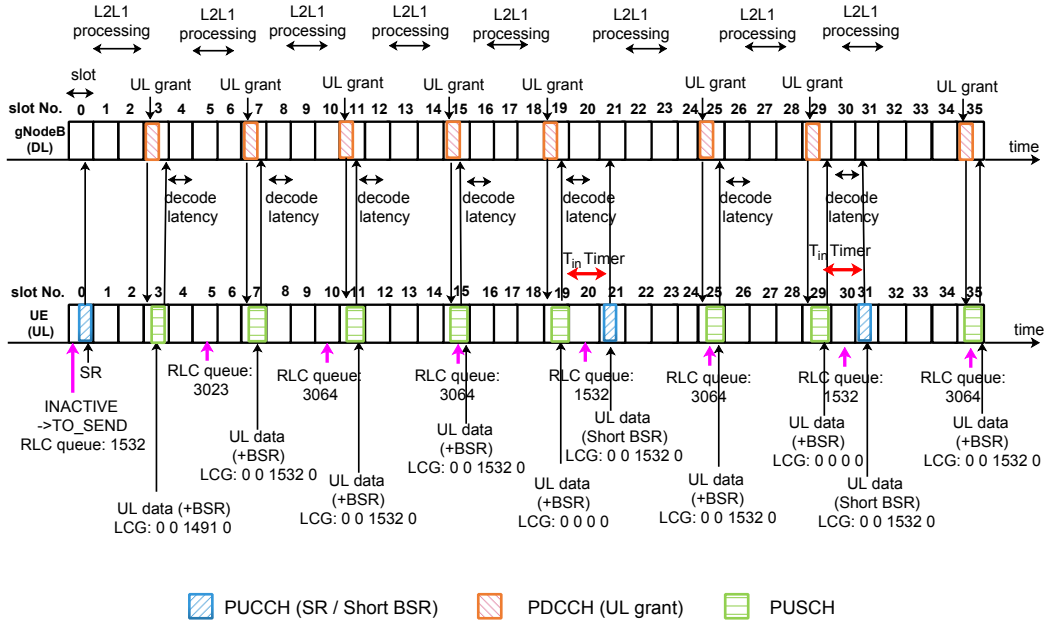 L2L1 processing
L2L1 processing
L2L1 processing
L2L1 processing
L2L1 processing
L2L1 processing
L2L1 processing
L2L1 processing
slot
UL grant
UL grant
UL grant
UL grant
UL grant
UL grant
UL grant
UL grant
slot No. 0 1 2 3 4 5 6 7 8 9 10 11 12 13 14 15 16 17 18 19 20 21 22 23 24 25 26 27 28 29 30 31 32 33 34 35
gNodeB
(DL)
time
decode
latency
decode
latency
decode
latency
decode
latency
decode
latency
decode
latency
decode
latency
Tin Timer
Tin Timer
slot No. 0 1 2 3 4 5 6 7 8 9 10 11 12 13 14 15 16 17 18 19 20 21 22 23 24 25 26 27 28 29 30 31 32 33 34 35
UE
(UL)
time
SR
INACTIVE
->TO_SEND
RLC queue: 1532
RLC queue:
3023
RLC queue:
3064
RLC queue:
3064
RLC queue:
1532
RLC queue:
3064
RLC queue:
1532
RLC queue:
3064
UL data (+BSR)
LCG: 0 0 1491 0
UL data
(+BSR)
LCG: 0 0 1532 0
UL data
(+BSR)
LCG: 0 0 1532 0
UL data
(+BSR)
LCG: 0 0 1532 0
UL data
(+BSR)
LCG: 0 0 0 0
UL data
(Short BSR)
LCG: 0 0 1532 0
UL data
(+BSR)
LCG: 0 0 1532 0
UL data
(+BSR)
LCG: 0 0 0 0
UL data
(Short BSR)
LCG: 0 0 1532 0
UL data
(+BSR)
LCG: 0 0 1532 0
PUCCH (SR / Short BSR)
PDCCH (UL grant)
PUSCH